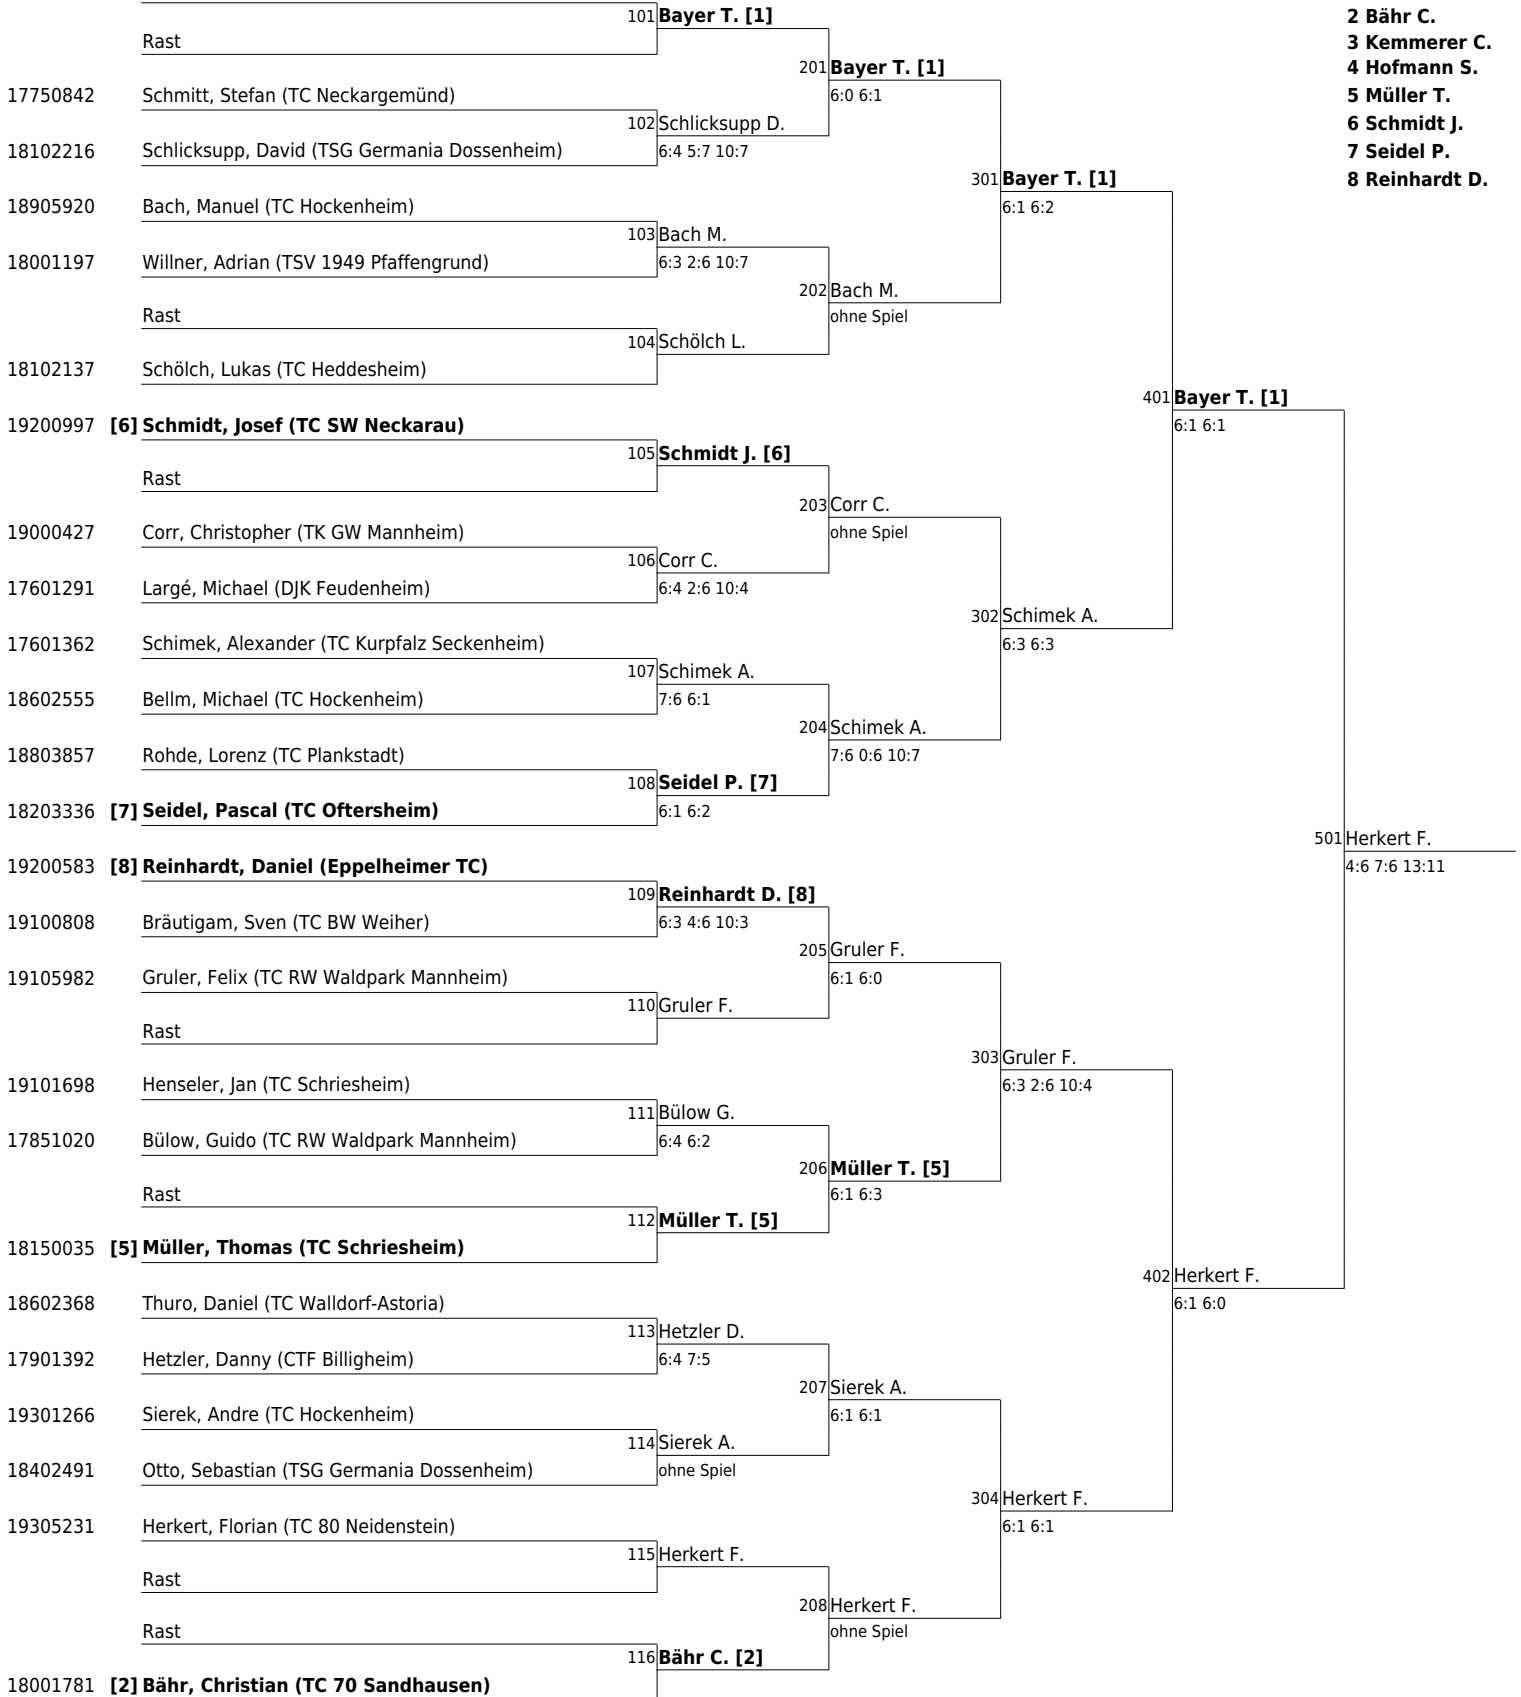 101 Bayer T. [1]
2 Bähr C.
Rast
3 Kemmerer C.
201 Bayer T. [1]
4 Hofmann S.
17750842 Schmitt, Stefan (TC Neckargemünd)
6:0 6:1
5 Müller T.
102 Schlicksupp D.
6 Schmidt J.
18102216 Schlicksupp, David (TSG Germania Dossenheim)
6:4 5:7 10:7
7 Seidel P.
301 Bayer T. [1]
8 Reinhardt D.
18905920 Bach, Manuel (TC Hockenheim)
6:1 6:2
103 Bach M.
18001197 Willner, Adrian (TSV 1949 Pfaffengrund)
6:3 2:6 10:7
202 Bach M.
Rast
ohne Spiel
104 Schölch L.
18102137 Schölch, Lukas (TC Heddesheim)
401 Bayer T. [1]
19200997 [6] Schmidt, Josef (TC SW Neckarau)
6:1 6:1
105 Schmidt J. [6]
Rast
203 Corr C.
19000427 Corr, Christopher (TK GW Mannheim)
ohne Spiel
106 Corr C.
17601291 Largé, Michael (DJK Feudenheim)
6:4 2:6 10:4
302 Schimek A.
17601362 Schimek, Alexander (TC Kurpfalz Seckenheim)
6:3 6:3
107 Schimek A.
18602555 Bellm, Michael (TC Hockenheim)
7:6 6:1
204 Schimek A.
18803857 Rohde, Lorenz (TC Plankstadt)
7:6 0:6 10:7
108 Seidel P. [7]
18203336 [7] Seidel, Pascal (TC Oftersheim)
6:1 6:2
501 Herkert F.
19200583 [8] Reinhardt, Daniel (Eppelheimer TC)
4:6 7:6 13:11
109 Reinhardt D. [8]
19100808 Bräutigam, Sven (TC BW Weiher)
6:3 4:6 10:3
205 Gruler F.
19105982 Gruler, Felix (TC RW Waldpark Mannheim)
6:1 6:0
110 Gruler F.
Rast
303 Gruler F.
19101698 Henseler, Jan (TC Schriesheim)
6:3 2:6 10:4
111 Bülow G.
17851020 Bülow, Guido (TC RW Waldpark Mannheim)
6:4 6:2
206 Müller T. [5]
Rast
6:1 6:3
112 Müller T. [5]
18150035 [5] Müller, Thomas (TC Schriesheim)
402 Herkert F.
18602368 Thuro, Daniel (TC Walldorf-Astoria)
6:1 6:0
113 Hetzler D.
17901392 Hetzler, Danny (CTF Billigheim)
6:4 7:5
207 Sierek A.
19301266 Sierek, Andre (TC Hockenheim)
6:1 6:1
114 Sierek A.
18402491 Otto, Sebastian (TSG Germania Dossenheim)
ohne Spiel
304 Herkert F.
19305231 Herkert, Florian (TC 80 Neidenstein)
6:1 6:1
115 Herkert F.
Rast
208 Herkert F.
Rast
ohne Spiel
116 Bähr C. [2]
18001781 [2] Bähr, Christian (TC 70 Sandhausen)